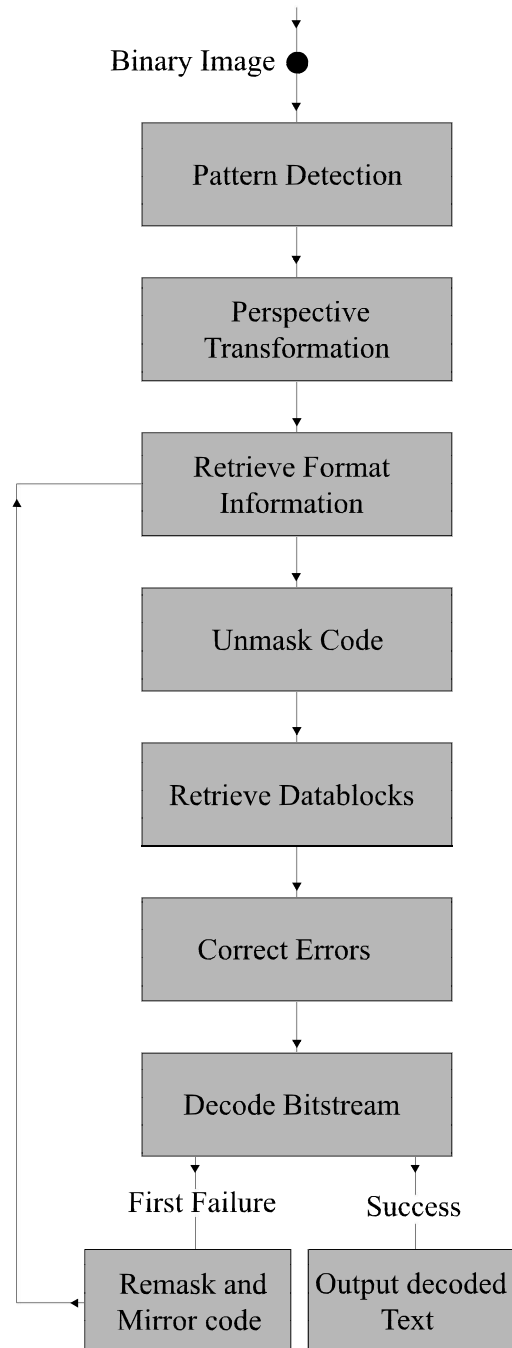 Binary Image
Pattern Detection
Perspective
Transformation
Retrieve Format
Information
Unmask Code
Retrieve Datablocks
Correct Errors
Decode Bitstream
First Failure
Success
Remask and
Mirror code
Output decoded
Text